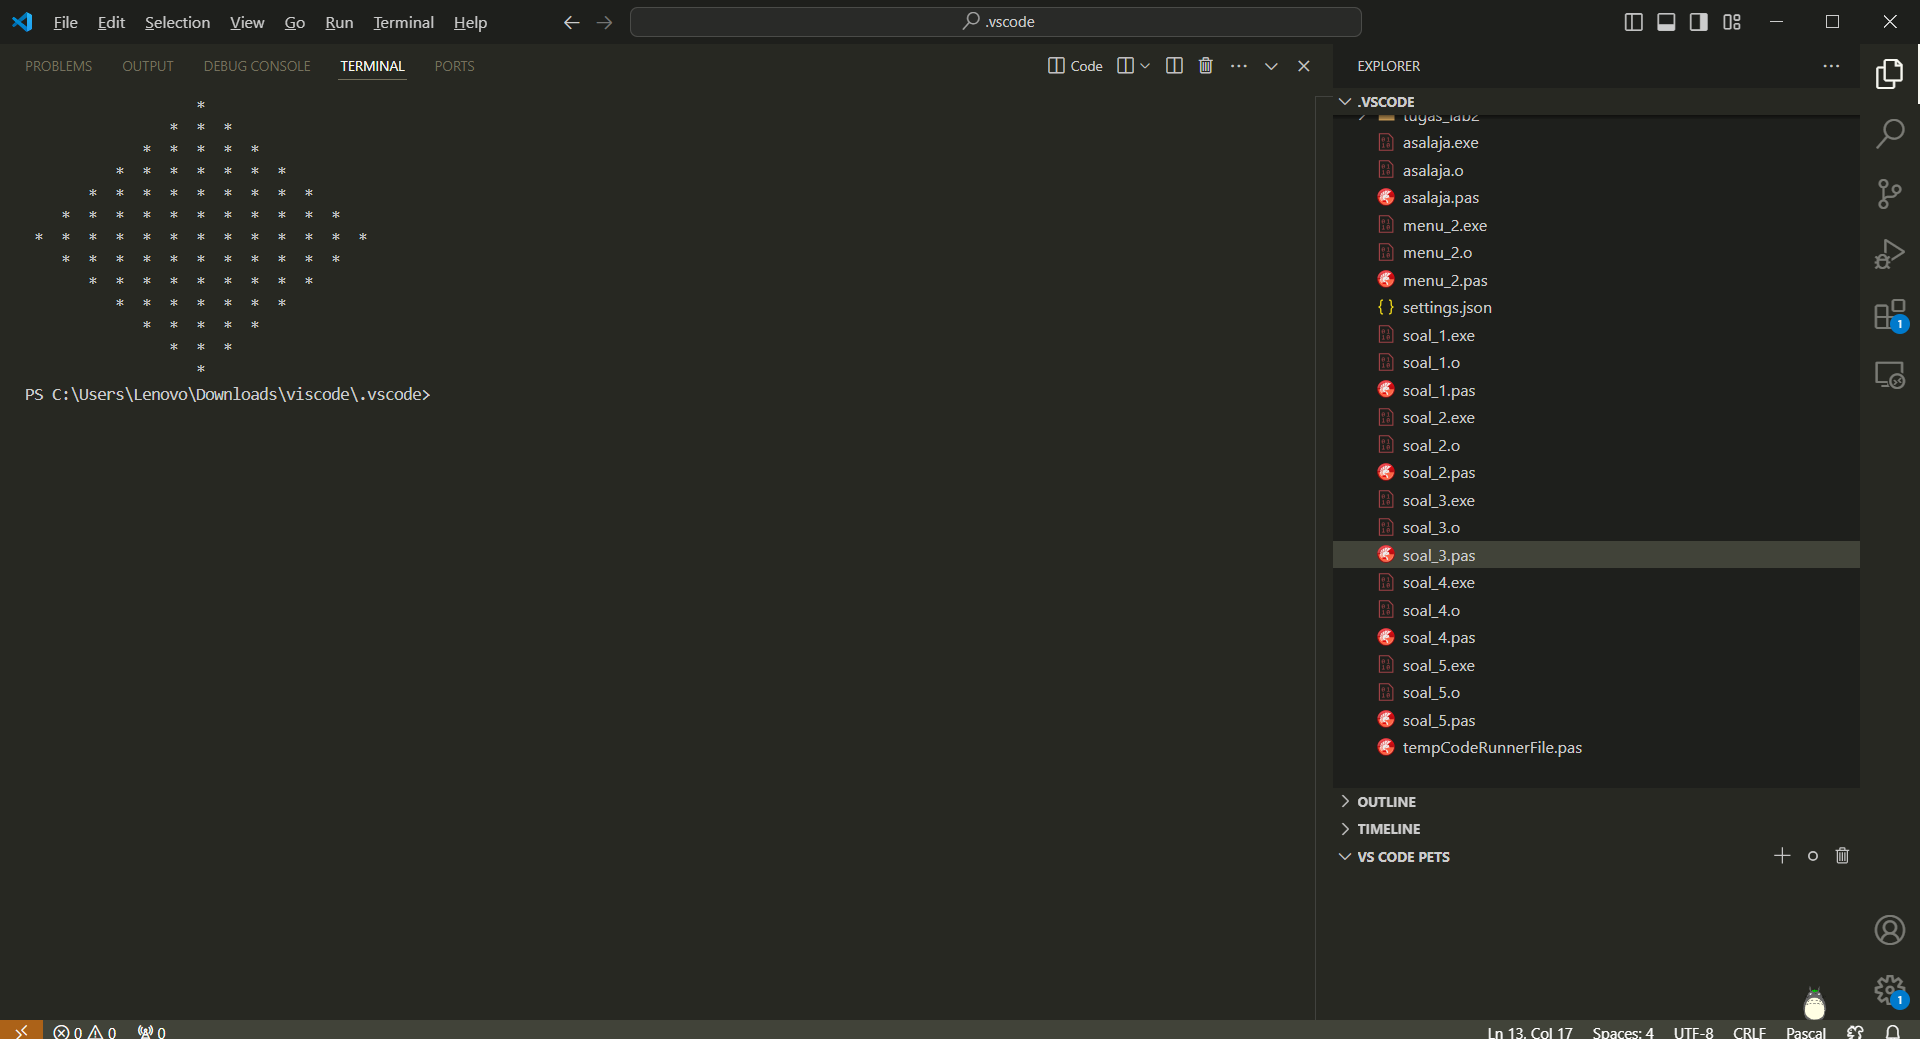 File Edit Selection View Go Run Terminal Help
.vscode
PROBLEMS OUTPUT DEBUG CONSOLE TERMINAL PORTS
Code
*
* * *
* * * * *
* * * * * * *
* * * * * * * * *
* * * * * * * * * * *
* * * * * * * * * * * * *
* * * * * * * * * * *
* * * * * * * * *
* * * * * * *
* * * * *
* * *
*
PS C:\Users\Lenovo\Downloads\viscode\.vscode>
EXPLORER
.VSCODE
tugas_lab2
asalaja.exe
asalaja.o
asalaja.pas
menu_2.exe
menu_2.o
menu_2.pas
{ } settings.json
soal_1.exe
soal_1.o
soal_1.pas
soal_2.exe
soal_2.o
soal_2.pas
soal_3.exe
soal_3.o
soal_3.pas
soal_4.exe
soal_4.o
soal_4.pas
soal_5.exe
soal_5.o
soal_5.pas
tempCodeRunnerFile.pas
OUTLINE
TIMELINE
VS CODE PETS
1
1
0 0 0
Ln 13, Col 17 Spaces: 4 UTF-8 CRLF Pascal